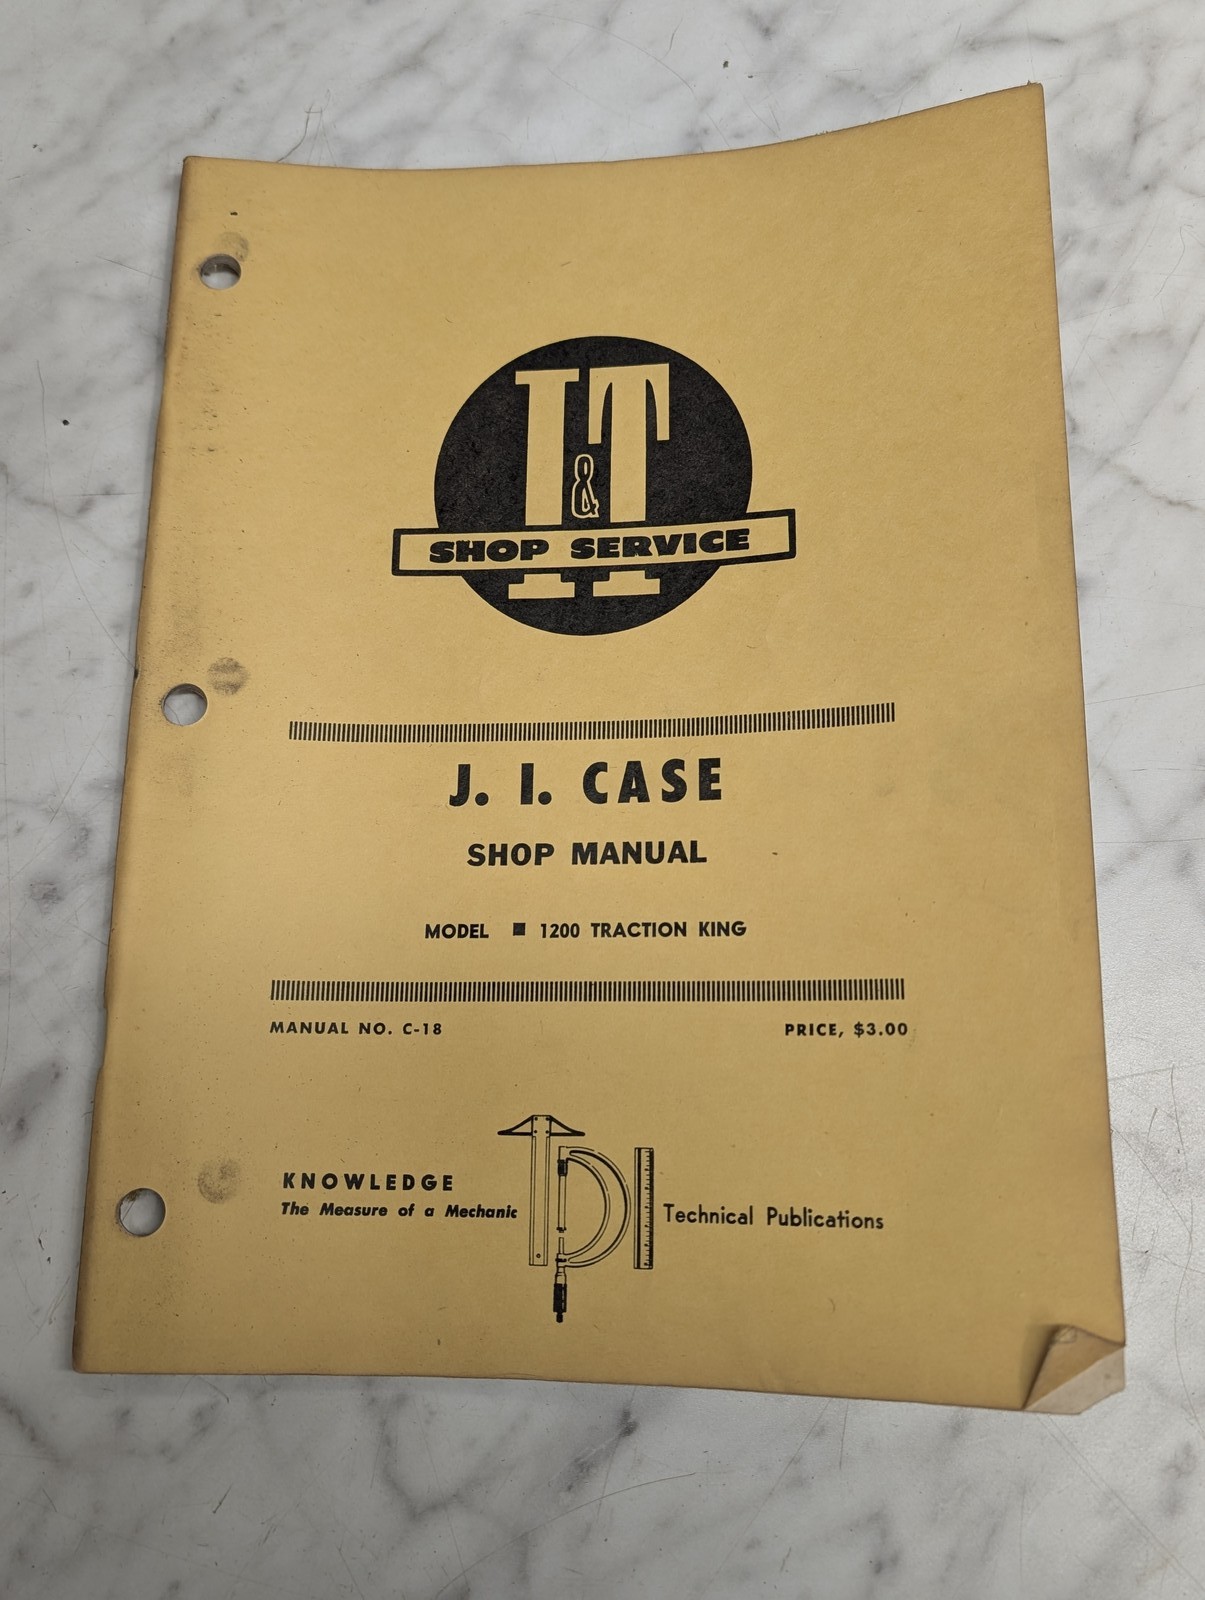 I&T
SHOP SERVICE
J. I. CASE
SHOP MANUAL
MODEL ■ 1200 TRACTION KING
MANUAL NO. C-18 PRICE, $3.00
KNOWLEDGE
The Measure of a Mechanic
TPI
Technical Publications